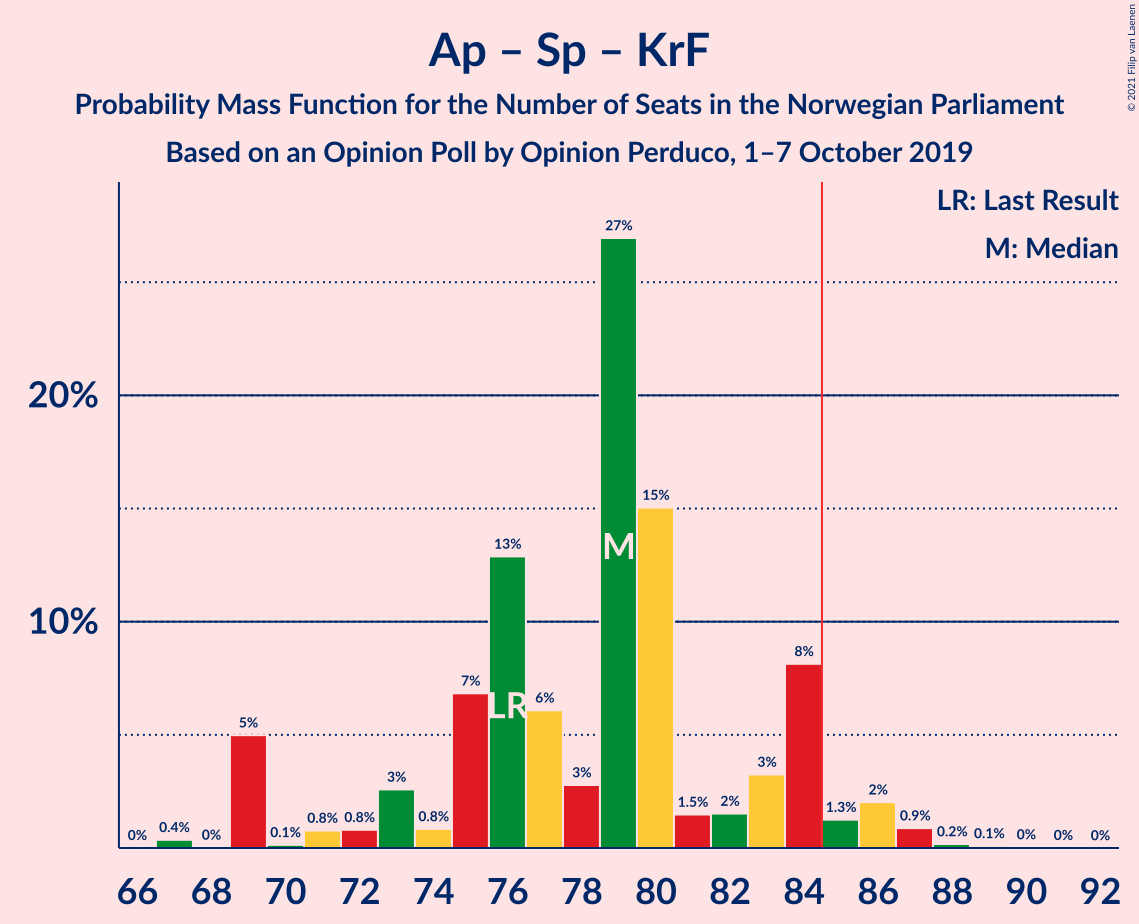 Ap – Sp – KrF
Probability Mass Function for the Number of Seats in the Norwegian Parliament
Based on an Opinion Poll by Opinion Perduco, 1–7 October 2019
© 2021 Filip van Laenen
LR: Last Result
M: Median
20%
10%
0% 0.4% 0% 5% 0.1% 0.8% 0.8% 3% 0.8% 7% 13% 6% 3% 27% 15% 1.5% 2% 3% 8% 1.3% 2% 0.9% 0.2% 0.1% 0% 0% 0%
LR
M
66 68 70 72 74 76 78 80 82 84 86 88 90 92